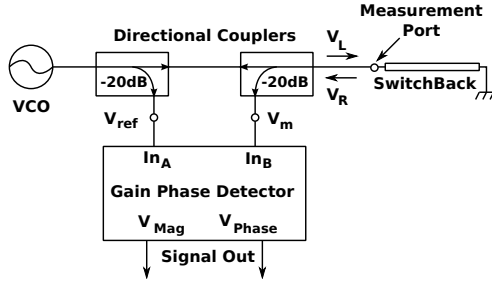 Measurement
Port
Directional Couplers
V_L
-20dB
-20dB
V_R
SwitchBack
VCO
V_ref
V_m
In_A
In_B
Gain Phase Detector
V_Mag
V_Phase
Signal Out